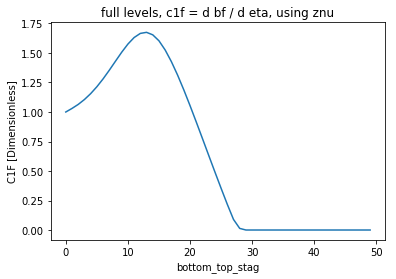 full levels, c1f = d bf / d eta, using znu
1.75
1.50
1.25
1.00
0.75
0.50
0.25
0.00
C1F [Dimensionless]
0 10 20 30 40 50
bottom_top_stag